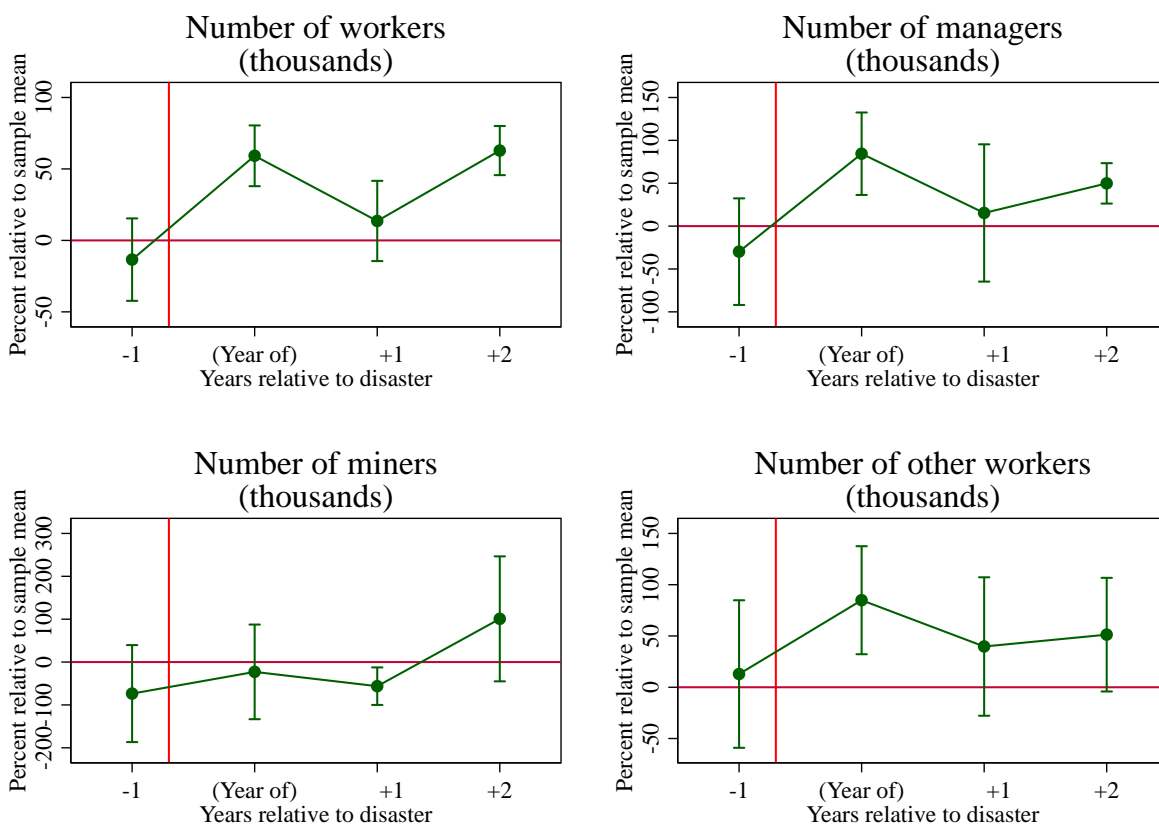 Number of workers
(thousands)
Percent relative to sample mean
100
50
0
-50
-1
(Year of)
+1
+2
Years relative to disaster
Number of managers
(thousands)
Percent relative to sample mean
150
100
50
0
-50
-100
-1
(Year of)
+1
+2
Years relative to disaster
Number of miners
(thousands)
Percent relative to sample mean
300
200
100
0
-100
-200
-1
(Year of)
+1
+2
Years relative to disaster
Number of other workers
(thousands)
Percent relative to sample mean
150
100
50
0
-50
-1
(Year of)
+1
+2
Years relative to disaster